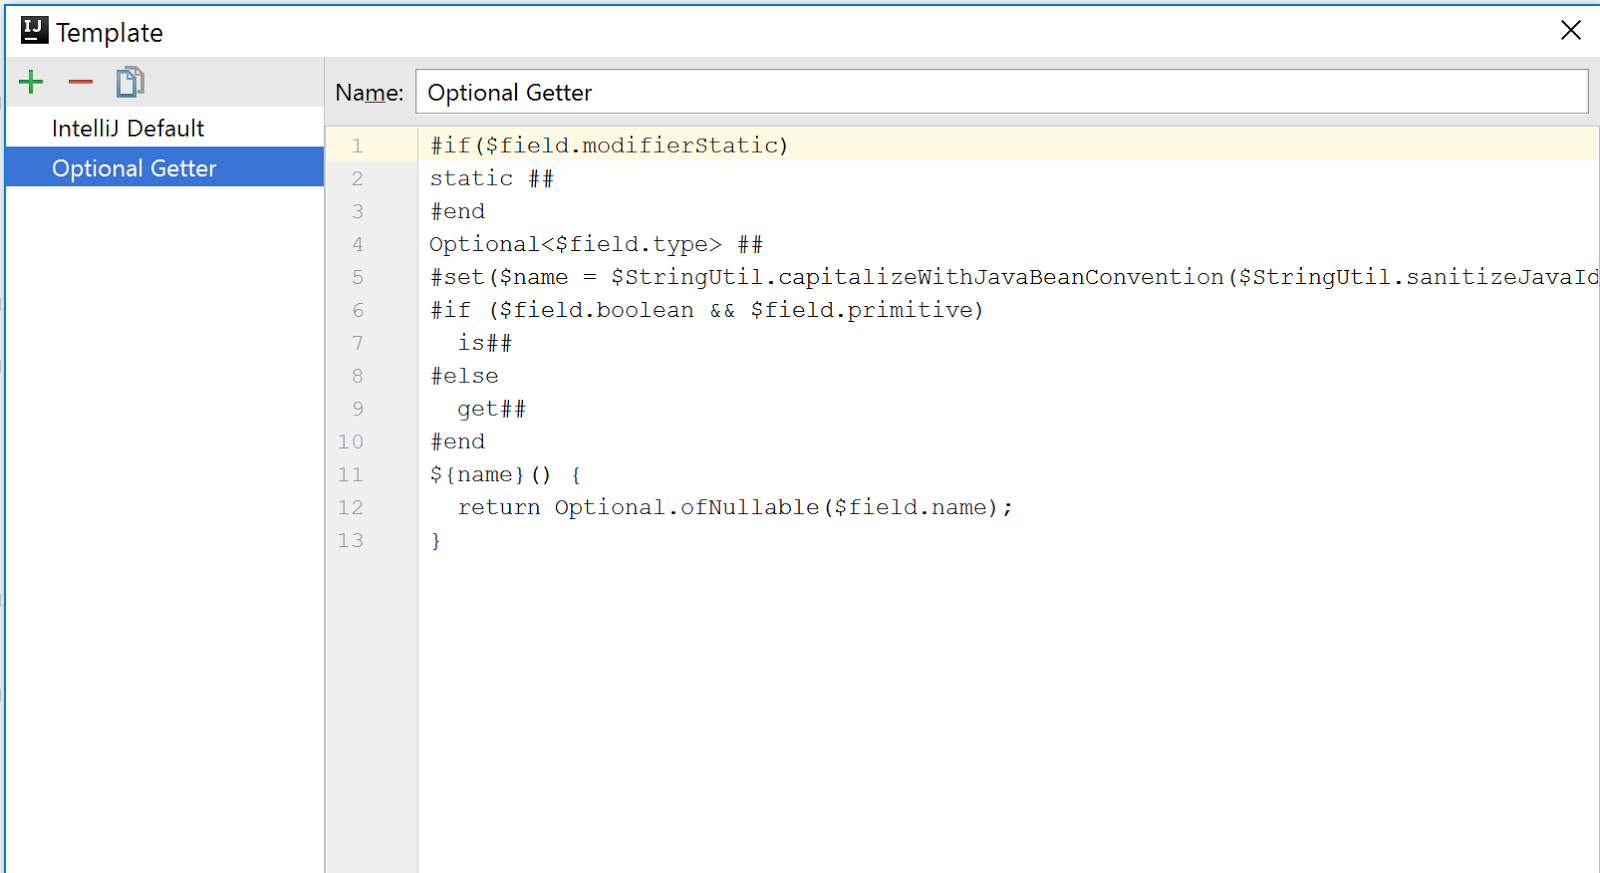 IJ Template
Name: Optional Getter
IntelliJ Default
Optional Getter
1 #if($field.modifierStatic)
2 static ##
3 #end
4 Optional<$field.type> ##
5 #set($name = $StringUtil.capitalizeWithJavaBeanConvention($StringUtil.sanitizeJavaId
6 #if ($field.boolean && $field.primitive)
7   is##
8 #else
9   get##
10 #end
11 ${name}() {
12   return Optional.ofNullable($field.name);
13 }